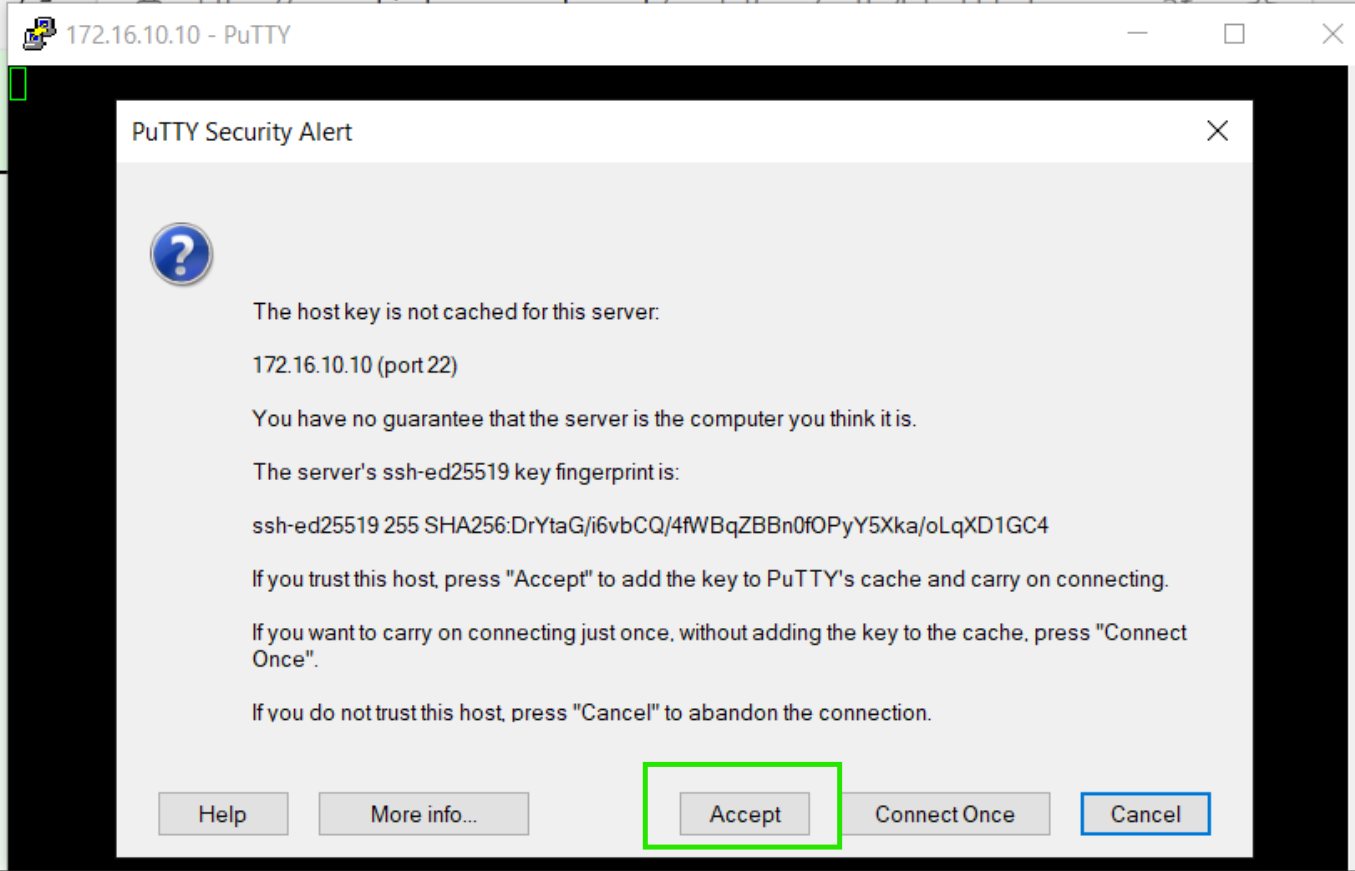 172.16.10.10 - PuTTY
PuTTY Security Alert
The host key is not cached for this server:
172.16.10.10 (port 22)
You have no guarantee that the server is the computer you think it is.
The server's ssh-ed25519 key fingerprint is:
ssh-ed25519 255 SHA256:DrYtaG/i6vbCQ/4fWBqZBBn0fOPyY5Xka/oLqXD1GC4
If you trust this host, press "Accept" to add the key to PuTTY's cache and carry on connecting.
If you want to carry on connecting just once, without adding the key to the cache, press "Connect
Once".
If you do not trust this host, press "Cancel" to abandon the connection.
Help More info... Accept Connect Once Cancel